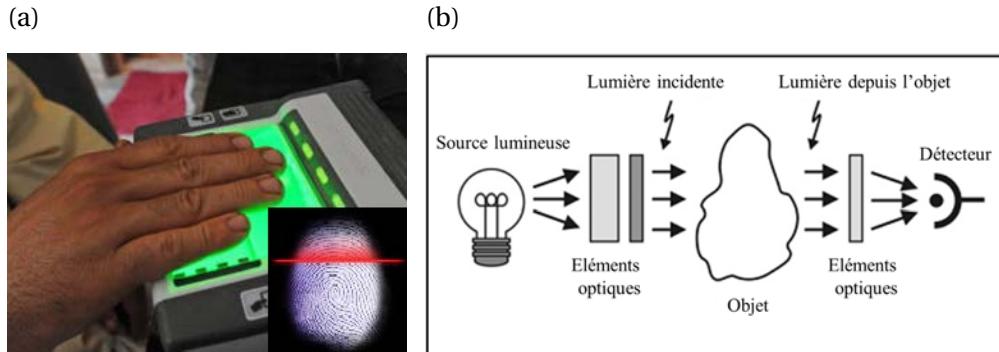 (a)
(b)
Lumière incidente
Lumière depuis l'objet
Source lumineuse
Détecteur
Eléments
optiques
Objet
Eléments
optiques